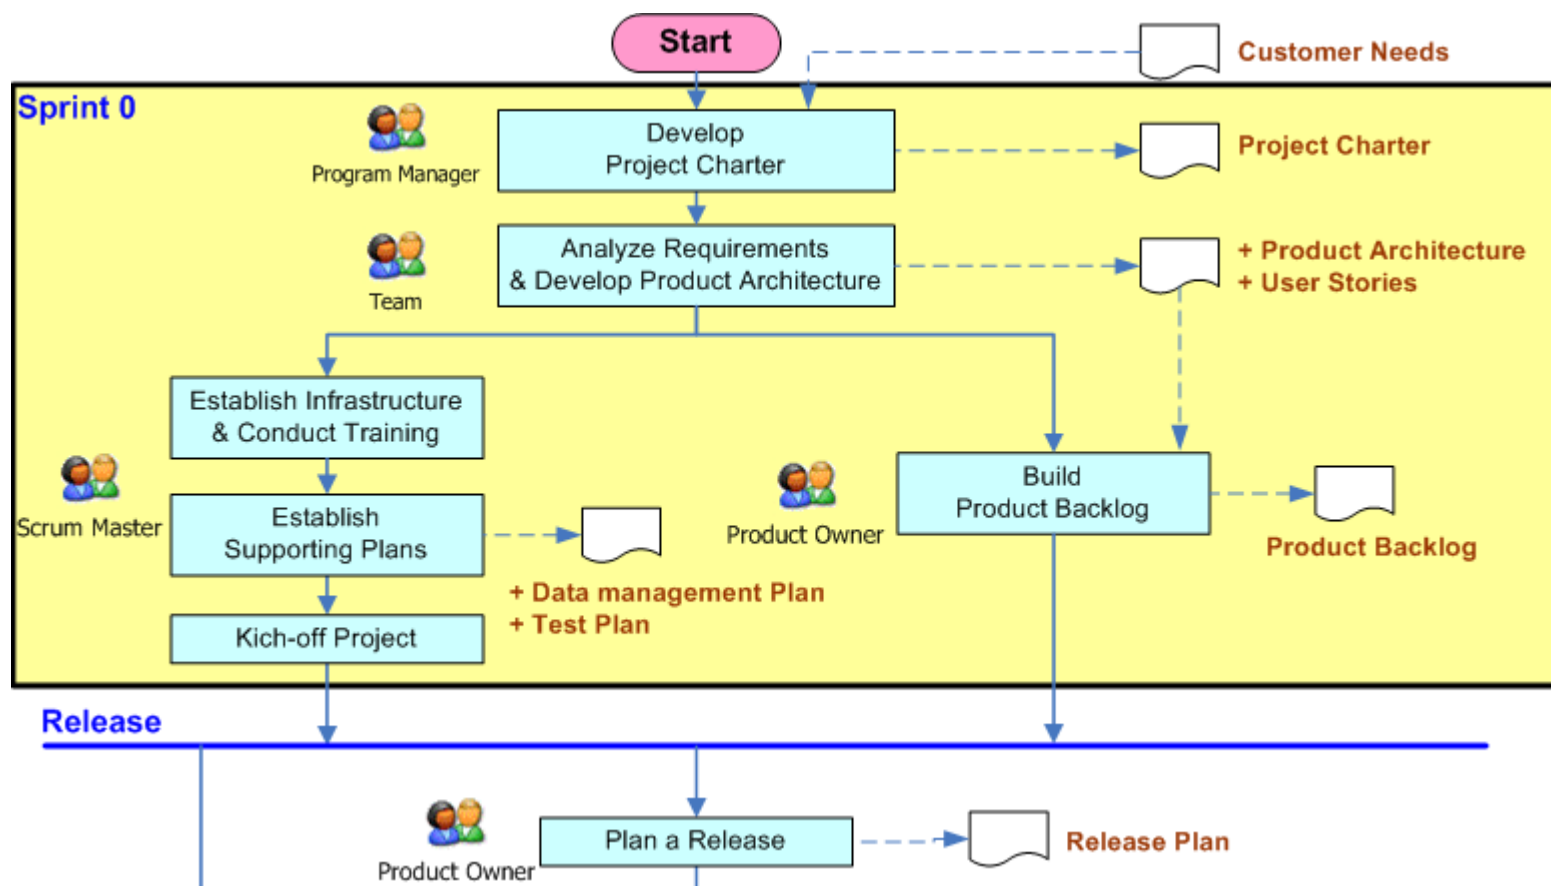 Start
Customer Needs
Sprint 0
Program Manager
Develop
Project Charter
Project Charter
Team
Analyze Requirements
& Develop Product Architecture
+ Product Architecture
+ User Stories
Establish Infrastructure
& Conduct Training
Scrum Master
Establish
Supporting Plans
+ Data management Plan
+ Test Plan
Kich-off Project
Product Owner
Build
Product Backlog
Product Backlog
Release
Product Owner
Plan a Release
Release Plan